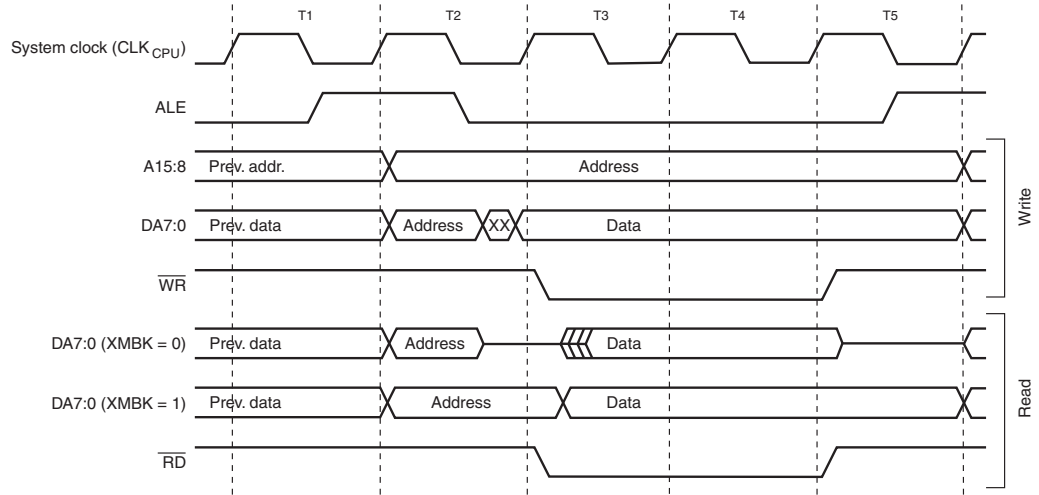 T1 T2 T3 T4 T5
System clock (CLK CPU)
ALE
A15:8 Prev. addr. Address
DA7:0 Prev. data Address XX Data
WR
Write
DA7:0 (XMBK = 0) Prev. data Address Data
DA7:0 (XMBK = 1) Prev. data Address Data
RD
Read